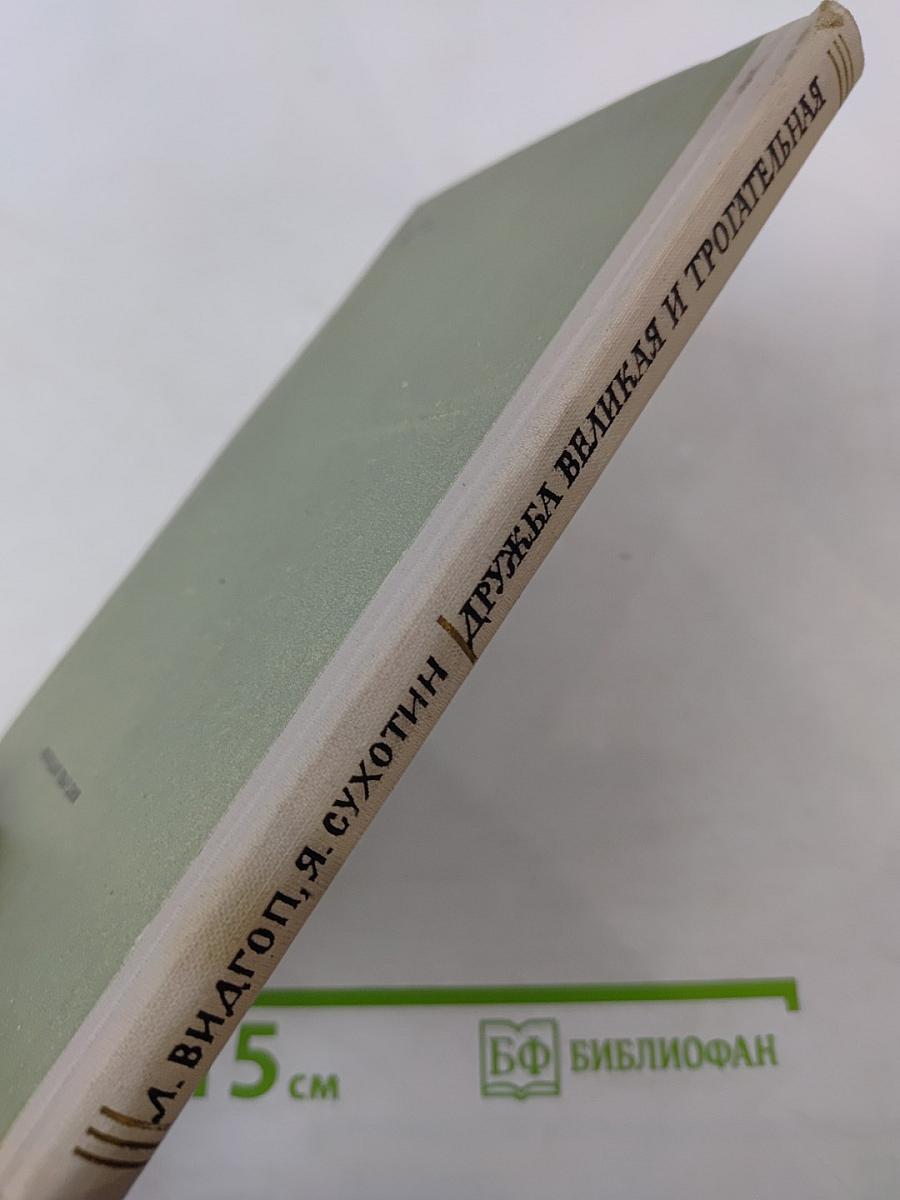 Л. ВИДГОП, Я. СУХОТИН ДРУЖБА ВЕЛИКАЯ И ТРОГАТЕЛЬНАЯ
15 см
БФ БИБЛИОФАН